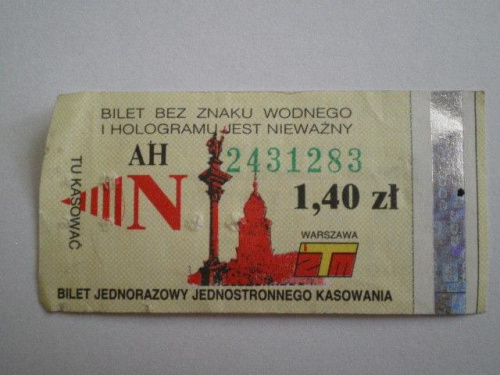 BILET BEZ ZNAKU WODNEGO
I HOLOGRAMU JEST NIEWAŻNY
TU KASOWAĆ
AH
2431283
N
1,40 zł
WARSZAWA
ZTM
BILET JEDNORAZOWY JEDNOSTRONNEGO KASOWANIA